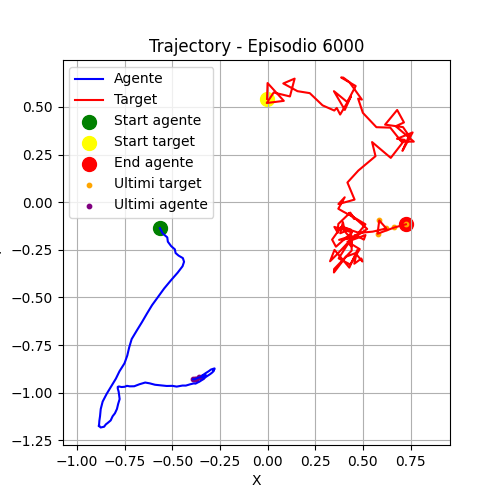 Trajectory - Episodio 6000
Agente
Target
Start agente
Start target
End agente
Ultimi target
Ultimi agente
0.50
0.25
0.00
−0.25
−0.50
−0.75
−1.00
−1.25
−1.00 −0.75 −0.50 −0.25 0.00 0.25 0.50 0.75
X